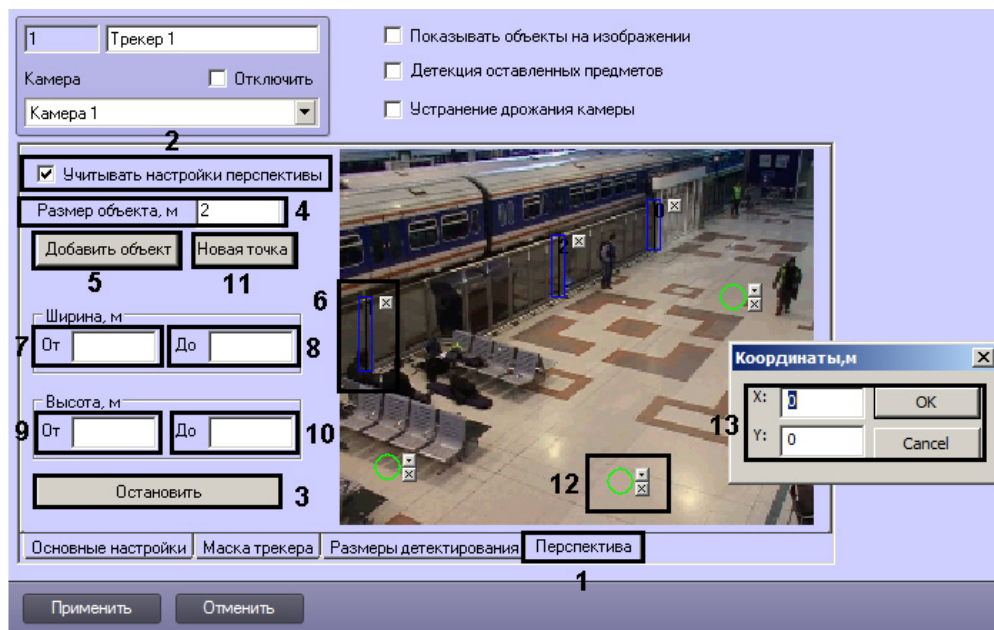 1 Трекер 1
Камера Отключить
Камера 1
Показывать объекты на изображении
Детекция оставленных предметов
Устранение дрожания камеры
2
Учитывать настройки перспективы
Размер объекта, м 2 4
Добавить объект Новая точка
5 11
Ширина, м
7 От До 8
Высота, м
9 От До 10
Остановить 3
6
1
2
0
12
Координаты,м
X: 0 OK
13
Y: 0 Cancel
Основные настройки Маска трекера Размеры детектирования Перспектива
1
Применить Отменить